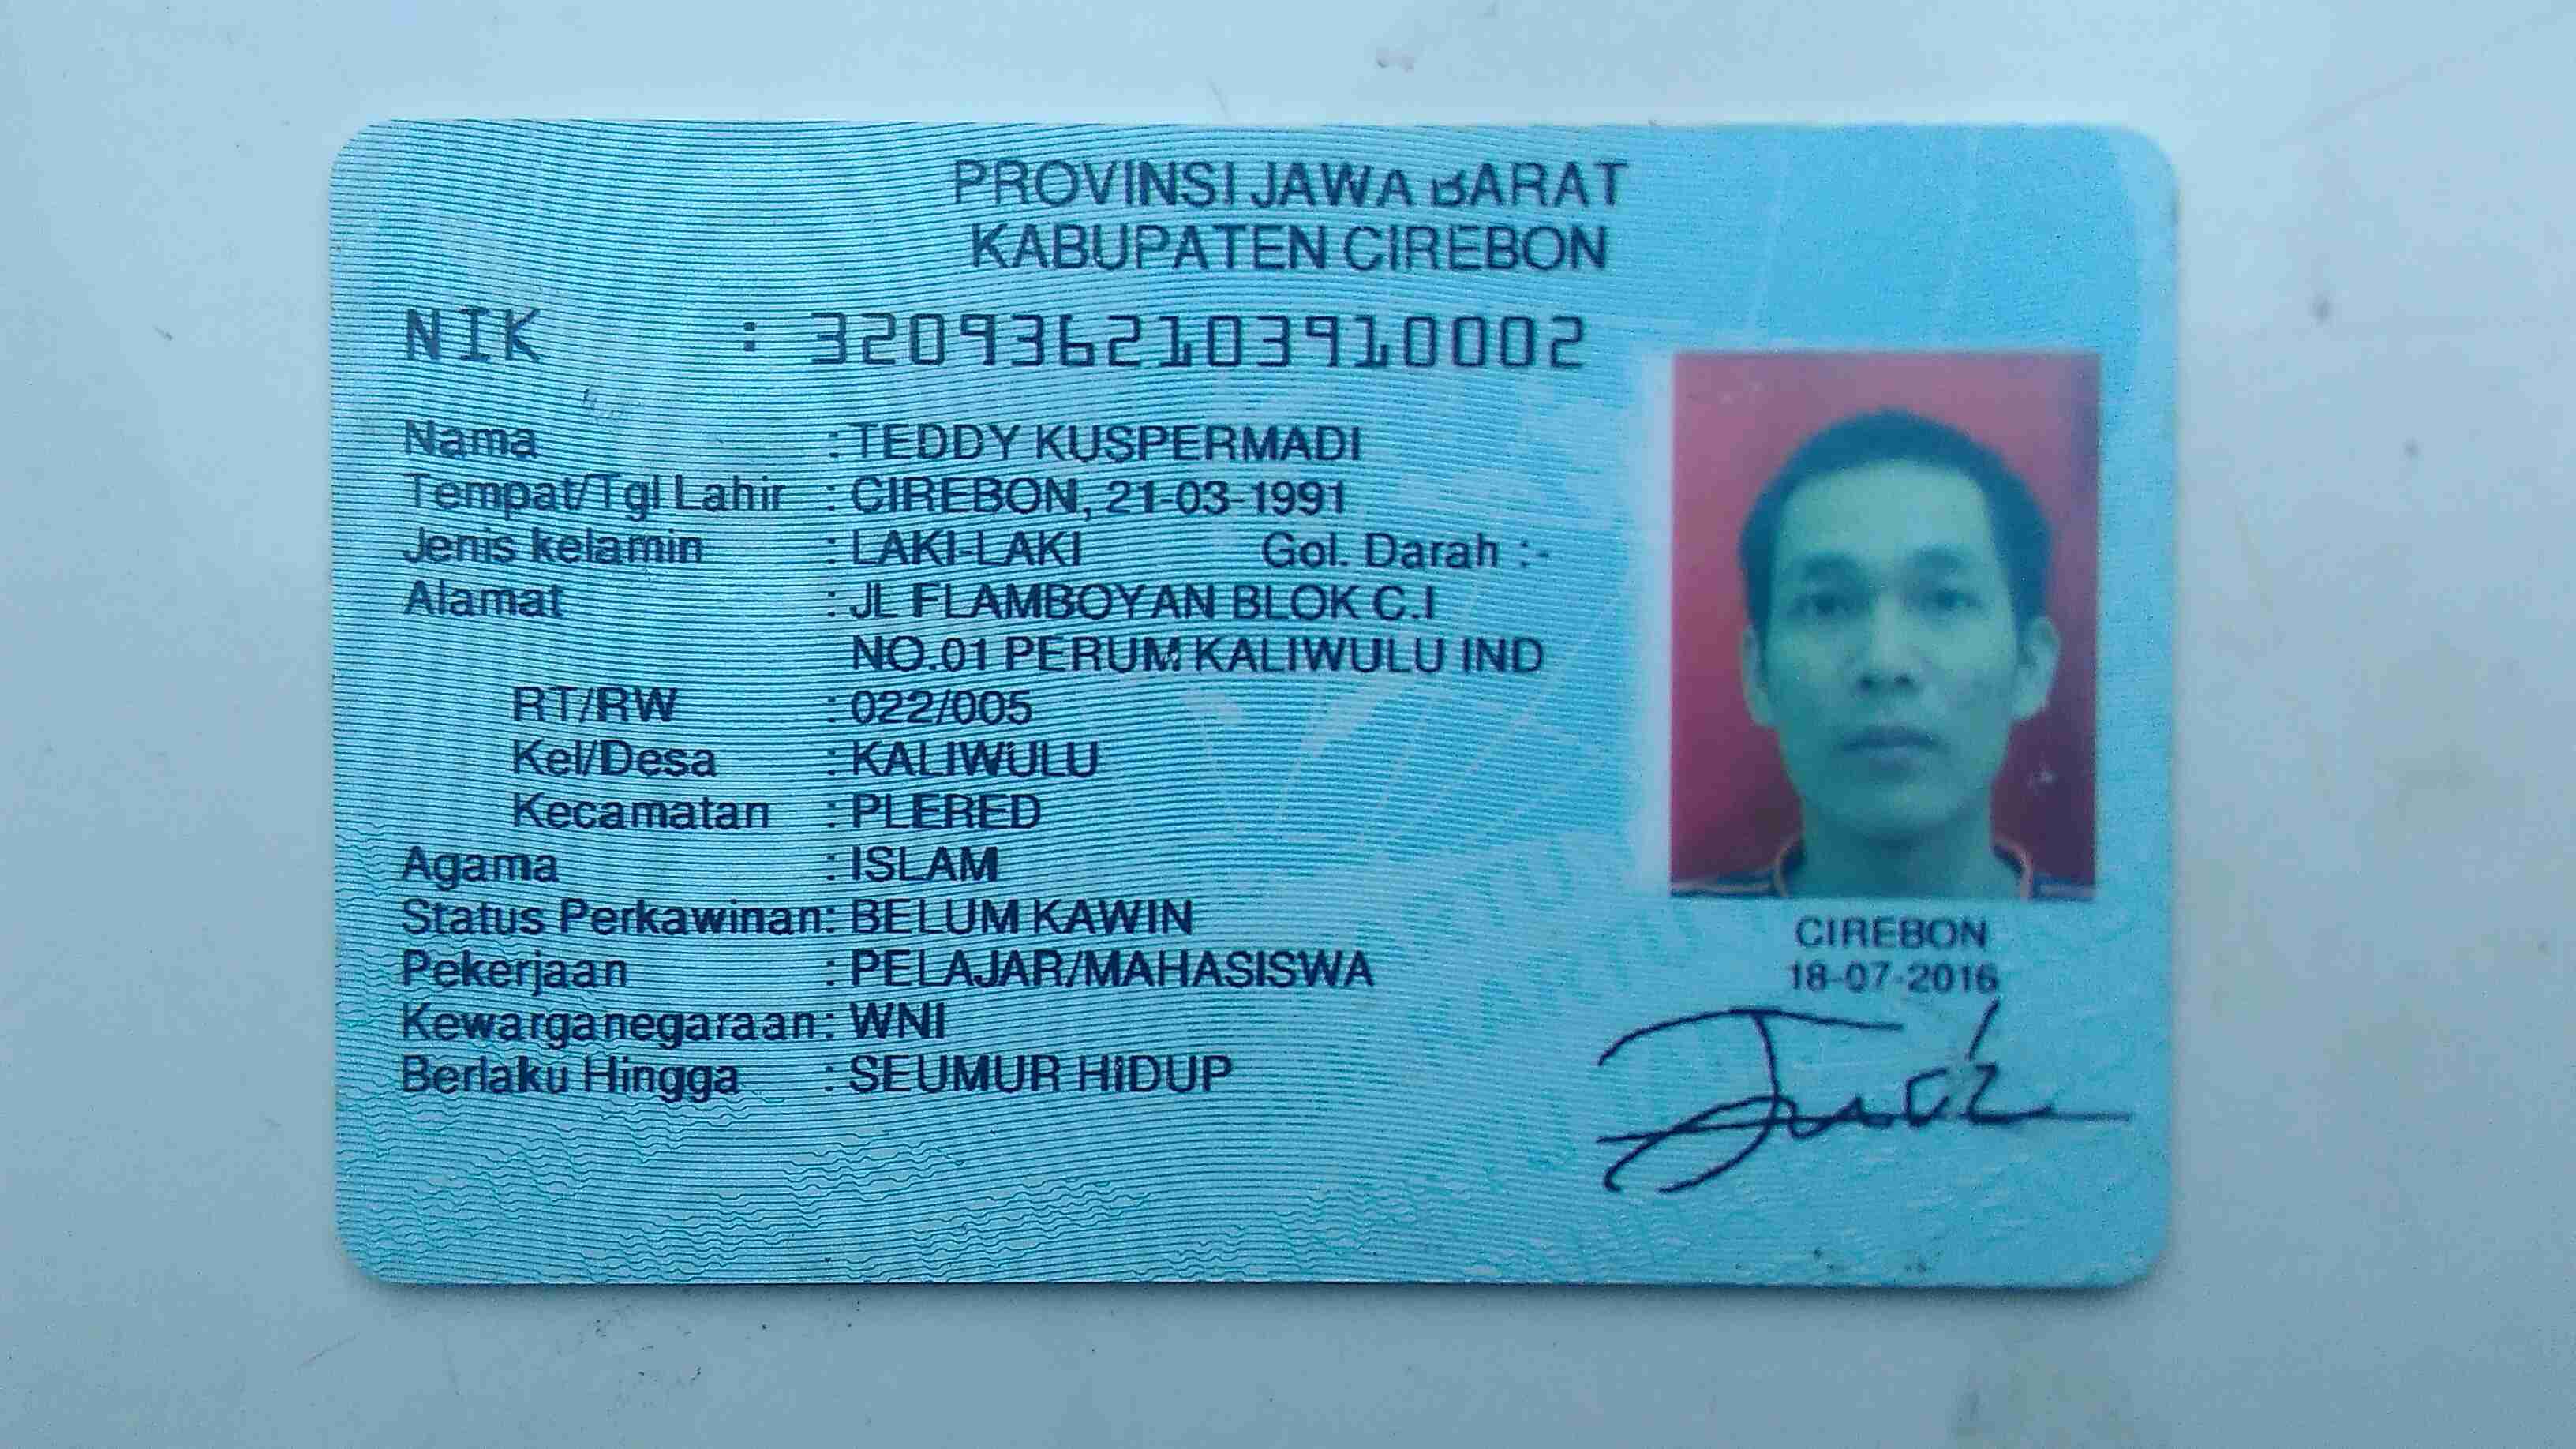 PROVINSI JAWA BARAT
KABUPATEN CIREBON
NIK : 3209362103910002
Nama : TEDDY KUSPERMADI
Tempat/Tgl Lahir : CIREBON, 21-03-1991
Jenis kelamin : LAKI-LAKI Gol. Darah : -
Alamat : JL FLAMBOYAN BLOK C.I
NO.01 PERUM KALIWULU IND
RT/RW : 022/005
Kel/Desa : KALIWULU
Kecamatan : PLERED
Agama : ISLAM
Status Perkawinan: BELUM KAWIN
Pekerjaan : PELAJAR/MAHASISWA
Kewarganegaraan: WNI
Berlaku Hingga : SEUMUR HIDUP
CIREBON
18-07-2016